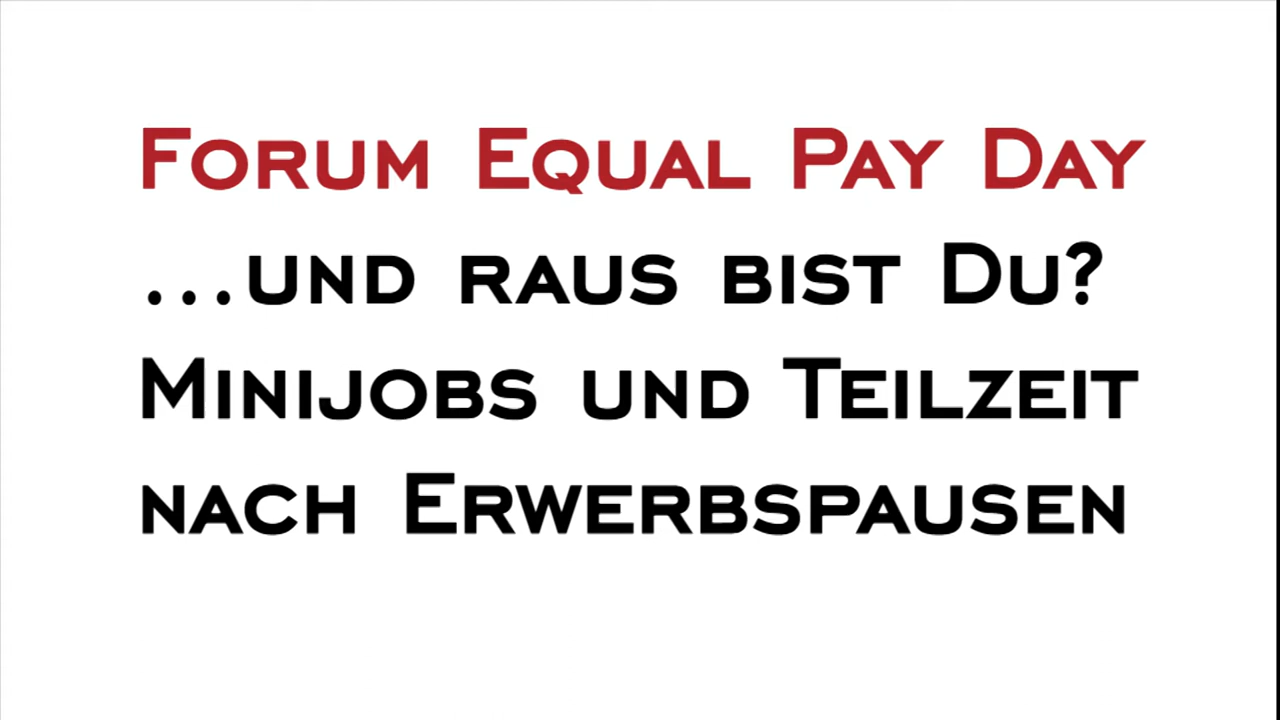 Forum Equal Pay Day
...und raus bist Du?
Minijobs und Teilzeit
nach Erwerbspausen